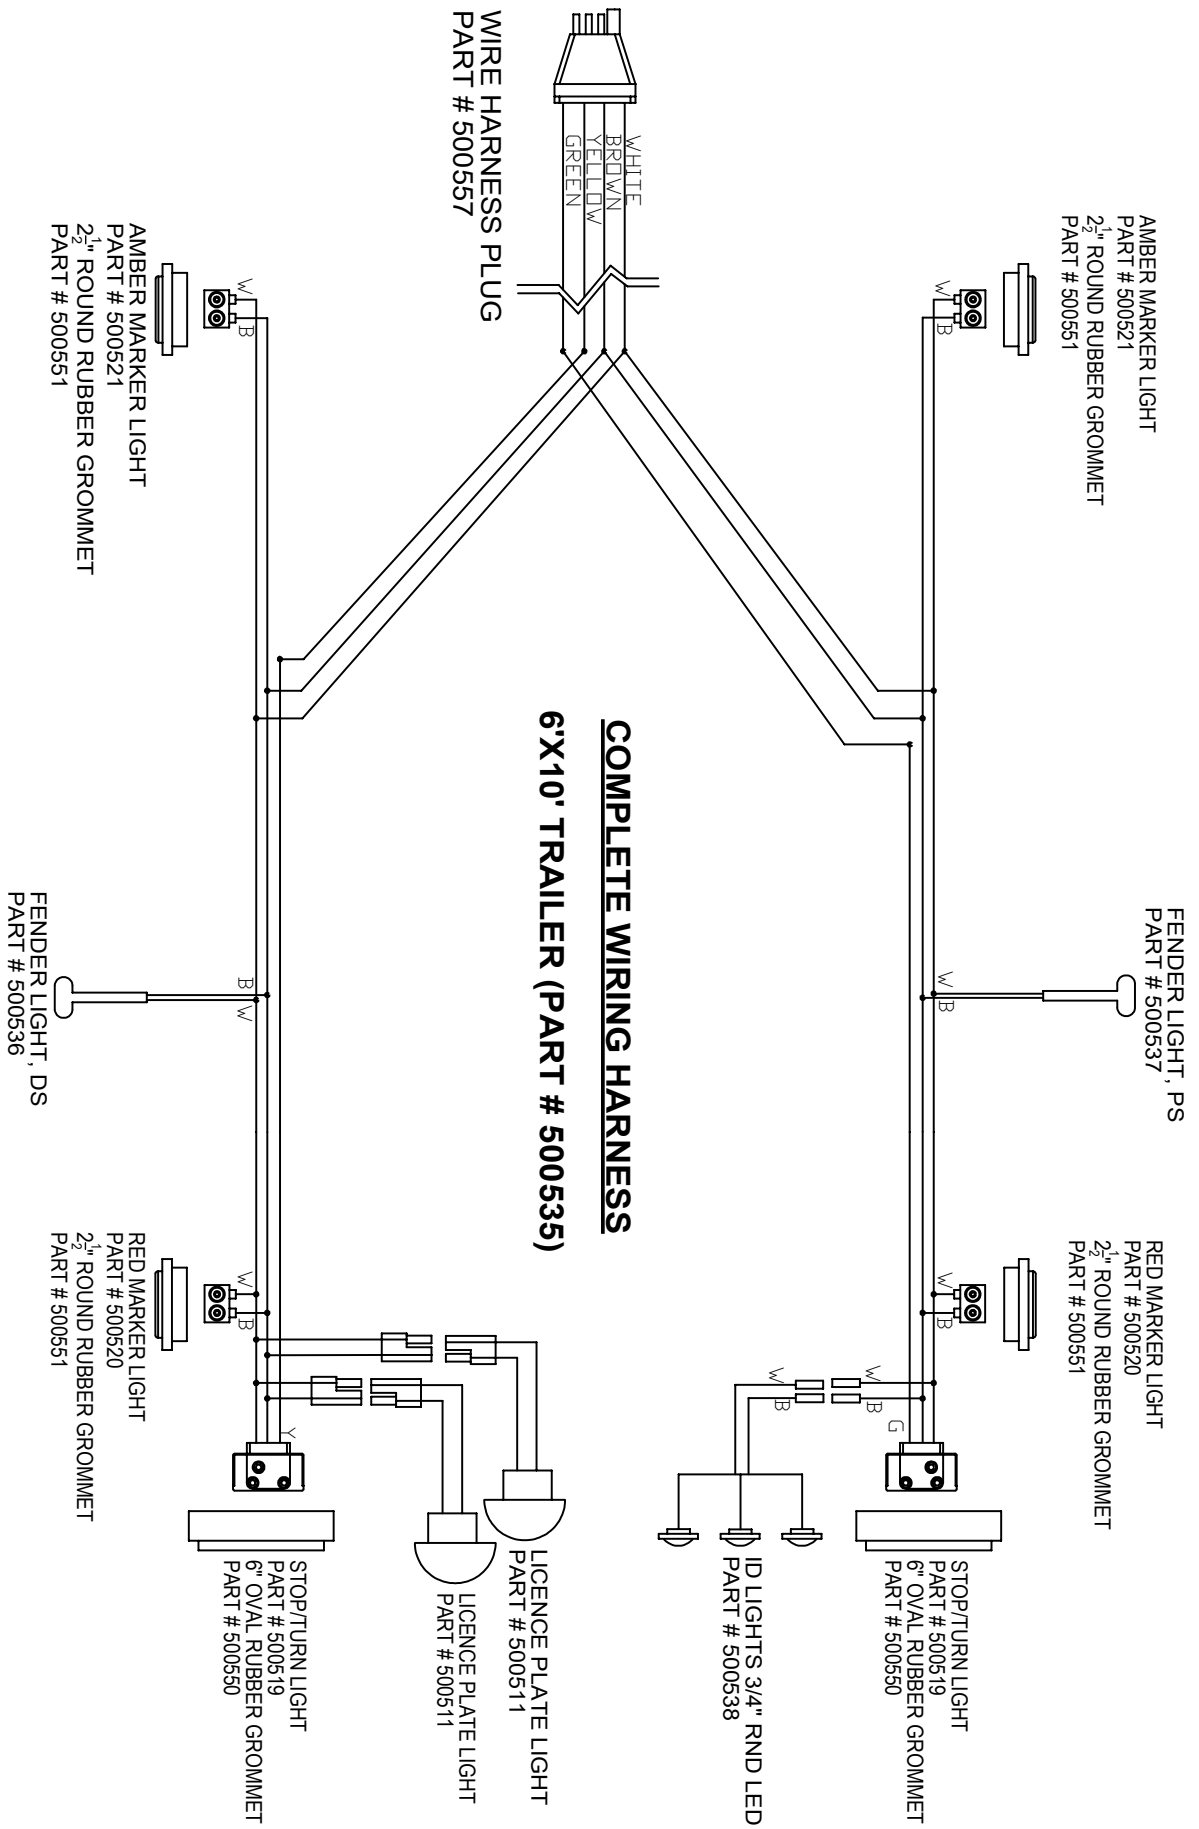 WIRE HARNESS PLUG
PART # 500557
WHITE
BROWN
YELLOW
GREEN
AMBER MARKER LIGHT
PART # 500521
2½" ROUND RUBBER GROMMET
PART # 500551
W
B
FENDER LIGHT, PS
PART # 500537
W
B
RED MARKER LIGHT
PART # 500520
2½" ROUND RUBBER GROMMET
PART # 500551
W
B
W
B
W
B
G
STOP/TURN LIGHT
PART # 500519
6" OVAL RUBBER GROMMET
PART # 500550
ID LIGHTS 3/4" RND LED
PART # 500538
COMPLETE WIRING HARNESS
6'X10' TRAILER (PART # 500535)
LICENCE PLATE LIGHT
PART # 500511
LICENCE PLATE LIGHT
PART # 500511
AMBER MARKER LIGHT
PART # 500521
2½" ROUND RUBBER GROMMET
PART # 500551
W
B
FENDER LIGHT, DS
PART # 500536
B
W
RED MARKER LIGHT
PART # 500520
2½" ROUND RUBBER GROMMET
PART # 500551
W
B
Y
STOP/TURN LIGHT
PART # 500519
6" OVAL RUBBER GROMMET
PART # 500550